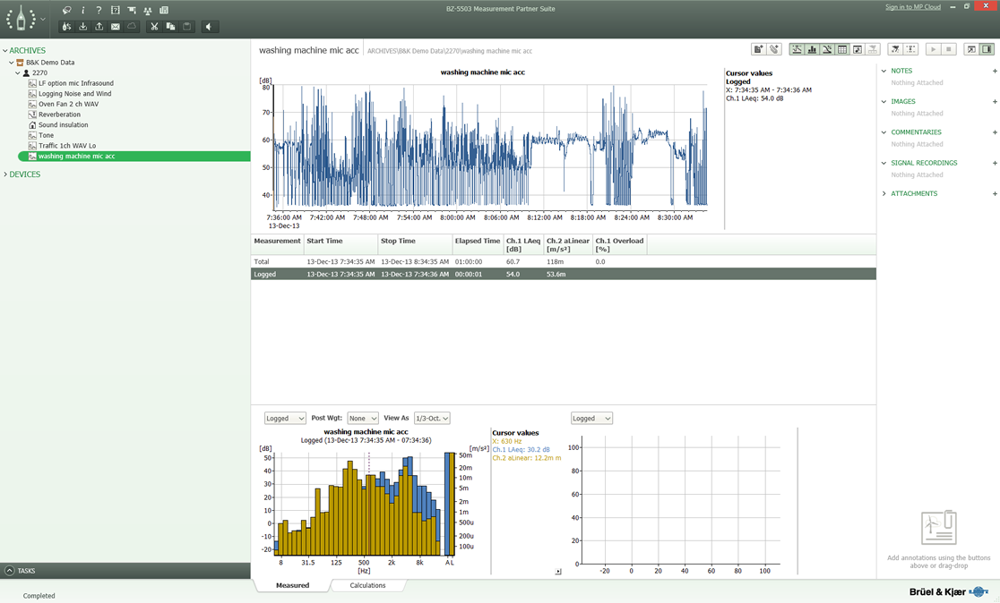 BZ-5503 Measurement Partner Suite
Sign in to MP Cloud
ARCHIVES
B&K Demo Data
2270
LF option mic Infrasound
Logging Noise and Wind
Oven Fan 2 ch WAV
Reverberation
Sound insulation
Tone
Traffic 1ch WAV Lo
washing machine mic acc
DEVICES
TASKS
Completed
washing machine mic acc
ARCHIVES\B&K Demo Data\2270\washing machine mic acc
washing machine mic acc
[dB]
80
70
60
50
40
7:36:00 AM 7:42:00 AM 7:48:00 AM 7:54:00 AM 8:00:00 AM 8:06:00 AM 8:12:00 AM 8:18:00 AM 8:24:00 AM 8:30:00 AM
13-Dec-13
Cursor values
Logged
X: 7:34:35 AM - 7:34:36 AM
Ch.1 LAeq: 54.0 dB
Measurement Start Time Stop Time Elapsed Time Ch.1 LAeq Ch.2 aLinear Ch.1 Overload
[dB] [m/s²] [%]
Total 13-Dec-13 7:34:35 AM 13-Dec-13 8:34:35 AM 01:00:00 60.7 118m 0.0
Logged 13-Dec-13 7:34:35 AM 13-Dec-13 7:34:36 AM 00:00:01 54.0 53.6m
Logged Post Wgt: None View As 1/3-Oct.
washing machine mic acc
Logged (13-Dec-13 7:34:35 AM - 07:34:36)
[dB]
50
40
30
20
10
0
-10
-20
[m/s²]
50m
20m
10m
5m
2m
1m
500u
200u
100u
8 31.5 125 500 2k 8k A L
[Hz]
Cursor values
X: 630 Hz
Ch.1 LAeq: 30.2 dB
Ch.2 aLinear: 12.2m m
Logged
100
80
60
40
20
0
-20 0 20 40 60 80 100
Measured Calculations
NOTES
Nothing Attached
IMAGES
Nothing Attached
COMMENTARIES
Nothing Attached
SIGNAL RECORDINGS
Nothing Attached
ATTACHMENTS
Add annotations using the buttons
above or drag-drop
Brüel & Kjær